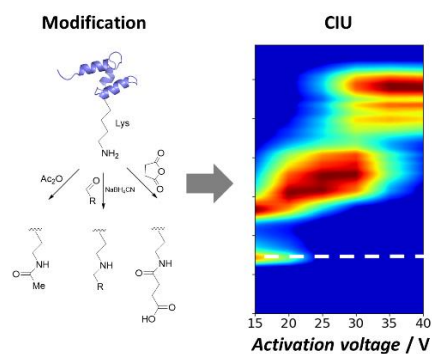 Modification
CIU
Lys
NH₂
Ac₂O
O
R
NaBH₃CN
O
O
O
NH
O
Me
NH
R
NH
O
HO
O
15 20 25 30 35 40
Activation voltage / V